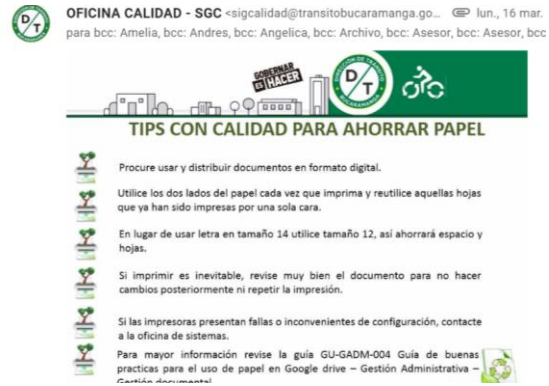 OFICINA CALIDAD - SGC <sigcalidad@transitobucaramanga.go... lun., 16 mar.
para bcc: Amelia, bcc: Andres, bcc: Angelica, bcc: Archivo, bcc: Asesor, bcc: Asesor, bcc
GOBERNAR
ES HACER
DIRECCIÓN DE TRÁNSITO
D T
BUCARAMANGA
TIPS CON CALIDAD PARA AHORRAR PAPEL
Procure usar y distribuir documentos en formato digital.
Utilice los dos lados del papel cada vez que imprima y reutilice aquellas hojas
que ya han sido impresas por una sola cara.
En lugar de usar letra en tamaño 14 utilice tamaño 12, así ahorrará espacio y
hojas.
Si imprimir es inevitable, revise muy bien el documento para no hacer
cambios posteriormente ni repetir la impresión.
Si las impresoras presentan fallas o inconvenientes de configuración, contacte
a la oficina de sistemas.
Para mayor información revise la guía GU-GADM-004 Guía de buenas
practicas para el uso de papel en Google drive – Gestión Administrativa –
Gestión documental